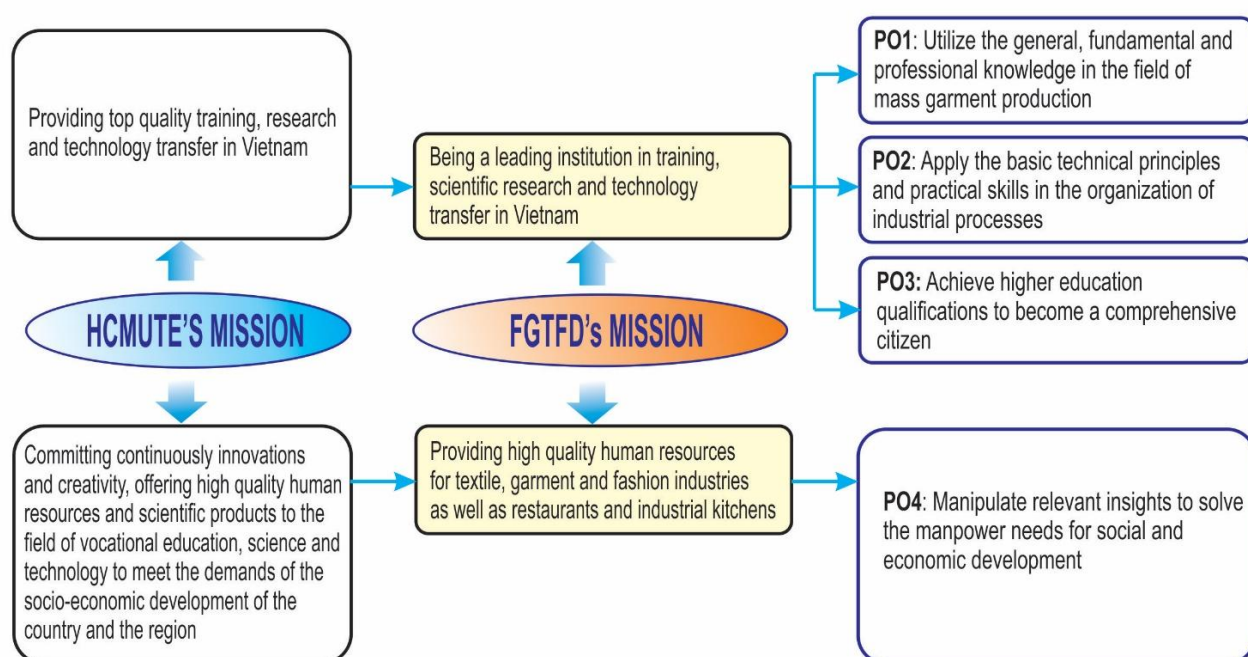 Providing top quality training, research
and technology transfer in Vietnam
HCMUTE'S MISSION
Committing continuously innovations
and creativity, offering high quality human
resources and scientific products to the
field of vocational education, science and
technology to meet the demands of the
socio-economic development of the
country and the region
Being a leading institution in training,
scientific research and technology
transfer in Vietnam
FGTFD's MISSION
Providing high quality human resources
for textile, garment and fashion industries
as well as restaurants and industrial kitchens
PO1: Utilize the general, fundamental and
professional knowledge in the field of
mass garment production
PO2: Apply the basic technical principles
and practical skills in the organization of
industrial processes
PO3: Achieve higher education
qualifications to become a comprehensive
citizen
PO4: Manipulate relevant insights to solve
the manpower needs for social and
economic development